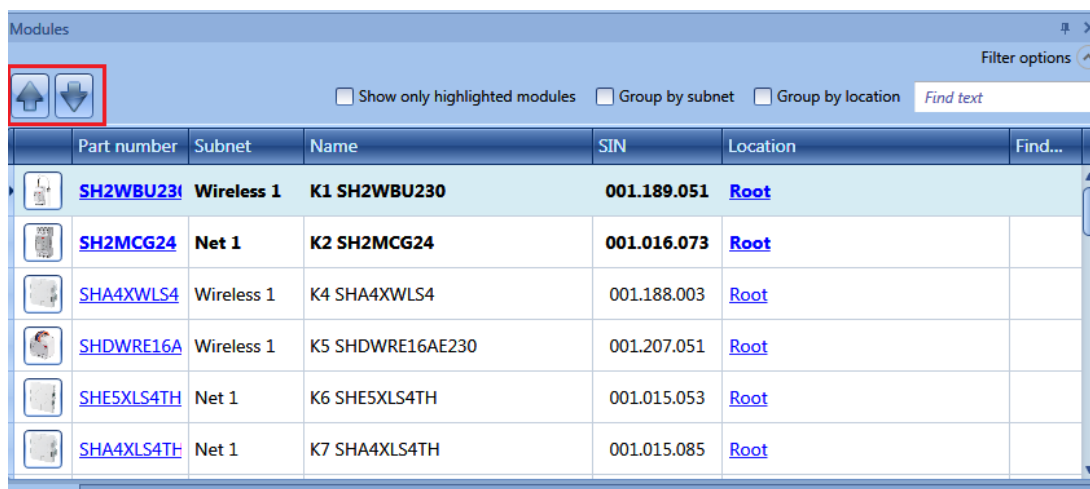 Modules
Filter options
Show only highlighted modules Group by subnet Group by location Find text
Part number Subnet Name SIN Location Find...
SH2WBU230 Wireless 1 K1 SH2WBU230 001.189.051 Root
SH2MCG24 Net 1 K2 SH2MCG24 001.016.073 Root
SHA4XWLS4 Wireless 1 K4 SHA4XWLS4 001.188.003 Root
SHDWRE16A Wireless 1 K5 SHDWRE16AE230 001.207.051 Root
SHE5XLS4TH Net 1 K6 SHE5XLS4TH 001.015.053 Root
SHA4XLS4TH Net 1 K7 SHA4XLS4TH 001.015.085 Root